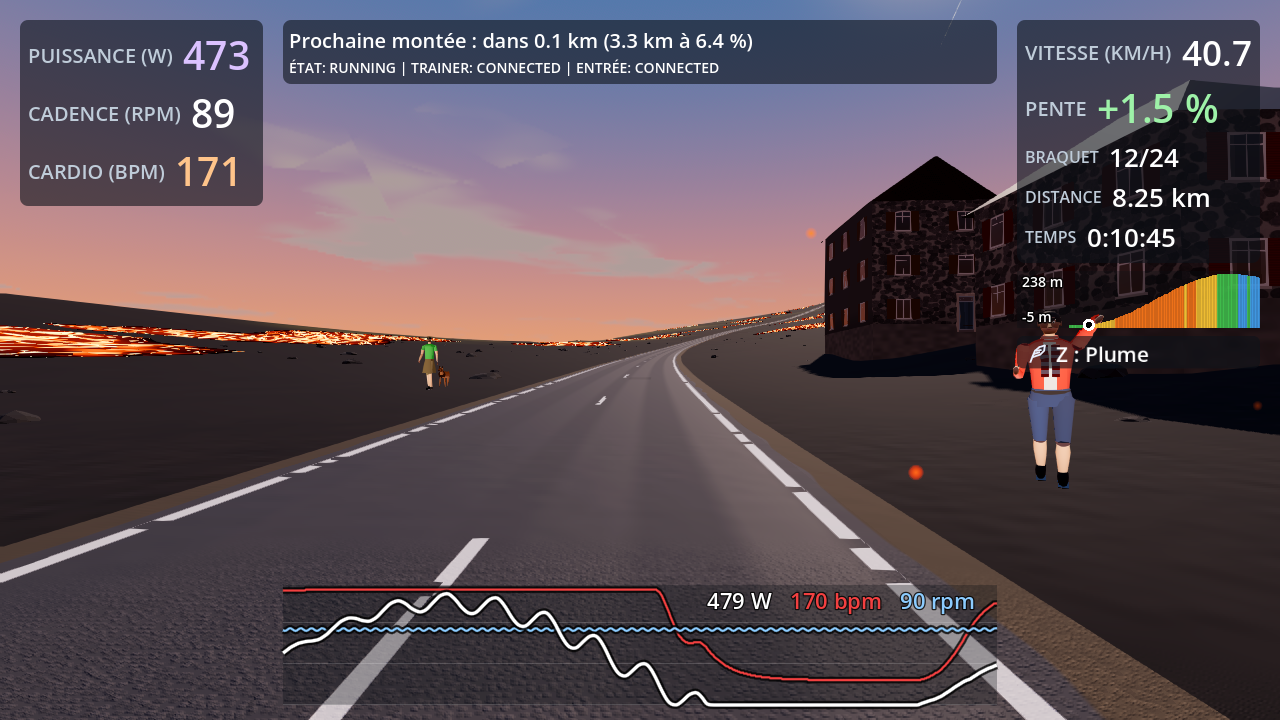 PUISSANCE (W) 473
CADENCE (RPM) 89
CARDIO (BPM) 171
Prochaine montée : dans 0.1 km (3.3 km à 6.4 %)
ÉTAT: RUNNING | TRAINER: CONNECTED | ENTRÉE: CONNECTED
VITESSE (KM/H) 40.7
PENTE +1.5 %
BRAQUET 12/24
DISTANCE 8.25 km
TEMPS 0:10:45
238 m
-5 m
Z : Plume
479 W 170 bpm 90 rpm